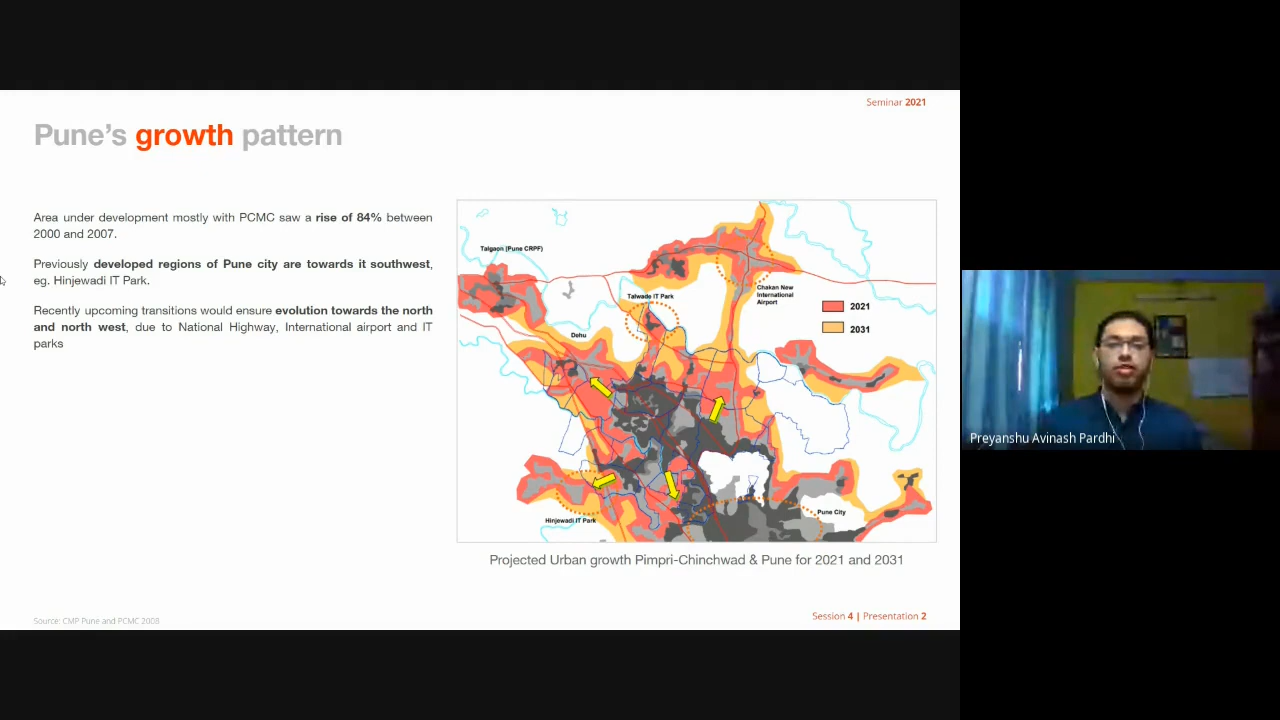 Seminar 2021
Pune's growth pattern
Area under development mostly with PCMC saw a rise of 84% between
2000 and 2007.
Previously developed regions of Pune city are towards it southwest,
eg. Hinjewadi IT Park.
Recently upcoming transitions would ensure evolution towards the north
and north west, due to National Highway, International airport and IT
parks
Talgaon (Pune CRPF)
Talwade IT Park
Chakan New
International
Airport
2021
2031
Dehu
Hinjewadi IT Park
Pune City
Projected Urban growth Pimpri-Chinchwad & Pune for 2021 and 2031
Source: CMP Pune and PCMC 2008
Session 4 | Presentation 2
Preyanshu Avinash Pardhi